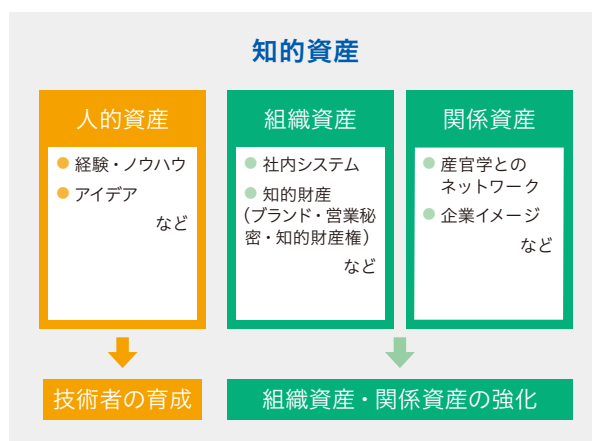 知的資産
人的資産
経験・ノウハウ
アイデア
など
組織資産
社内システム
知的財産
(ブランド・営業秘
密・知的財産権)
など
関係資産
産官学との
ネットワーク
企業イメージ
など
技術者の育成
組織資産・関係資産の強化